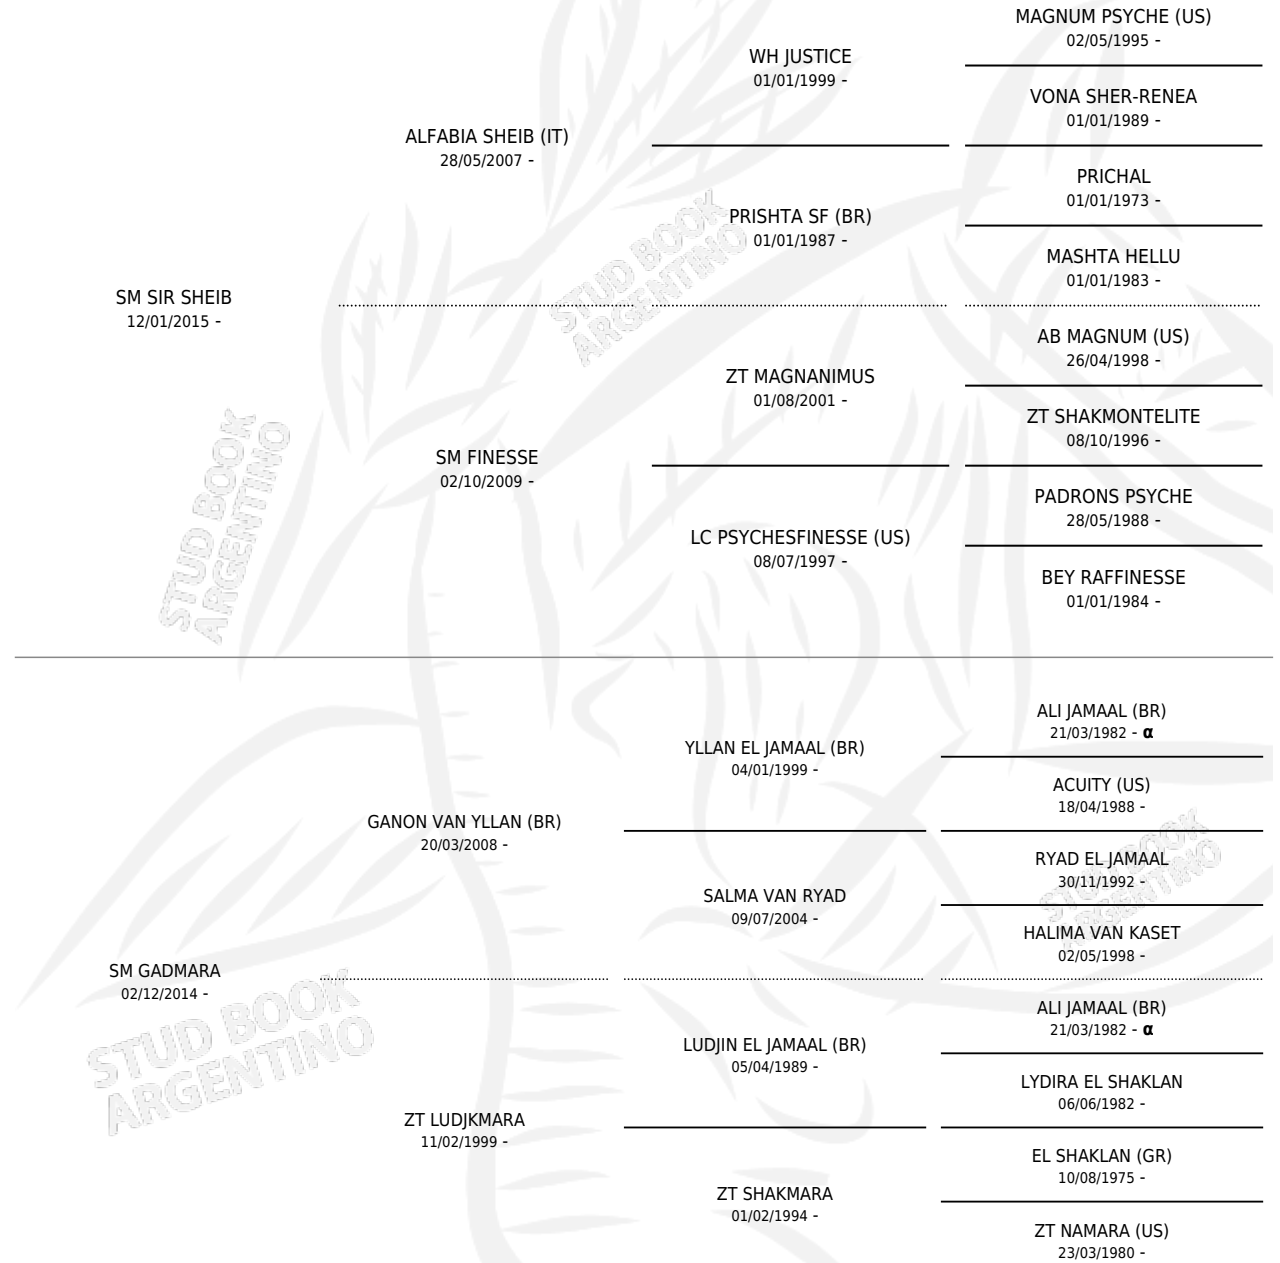 MAGNUM PSYCHE (US)
02/05/1995 -
WH JUSTICE
01/01/1999 -
VONA SHER-RENEA
01/01/1989 -
ALFABIA SHEIB (IT)
28/05/2007 -
PRICHAL
01/01/1973 -
PRISHTA SF (BR)
01/01/1987 -
MASHTA HELLU
01/01/1983 -
SM SIR SHEIB
12/01/2015 -
STUD BOOK
ARGENTINO
AB MAGNUM (US)
26/04/1998 -
ZT MAGNANIMUS
01/08/2001 -
ZT SHAKMONTELITE
08/10/1996 -
SM FINESSE
02/10/2009 -
PADRONS PSYCHE
28/05/1988 -
LC PSYCHESFINESSE (US)
08/07/1997 -
BEY RAFFINESSE
01/01/1984 -
STUD BOOK
ARGENTINO
ALI JAMAAL (BR)
21/03/1982 - α
YLLAN EL JAMAAL (BR)
04/01/1999 -
ACUITY (US)
18/04/1988 -
GANON VAN YLLAN (BR)
20/03/2008 -
RYAD EL JAMAAL
30/11/1992 -
STUD BOOK
ARGENTINO
SALMA VAN RYAD
09/07/2004 -
HALIMA VAN KASET
02/05/1998 -
SM GADMARA
02/12/2014 -
STUD BOOK
ARGENTINO
ALI JAMAAL (BR)
21/03/1982 - α
LUDJIN EL JAMAAL (BR)
05/04/1989 -
LYDIRA EL SHAKLAN
06/06/1982 -
ZT LUDJKMARA
11/02/1999 -
EL SHAKLAN (GR)
10/08/1975 -
ZT SHAKMARA
01/02/1994 -
ZT NAMARA (US)
23/03/1980 -